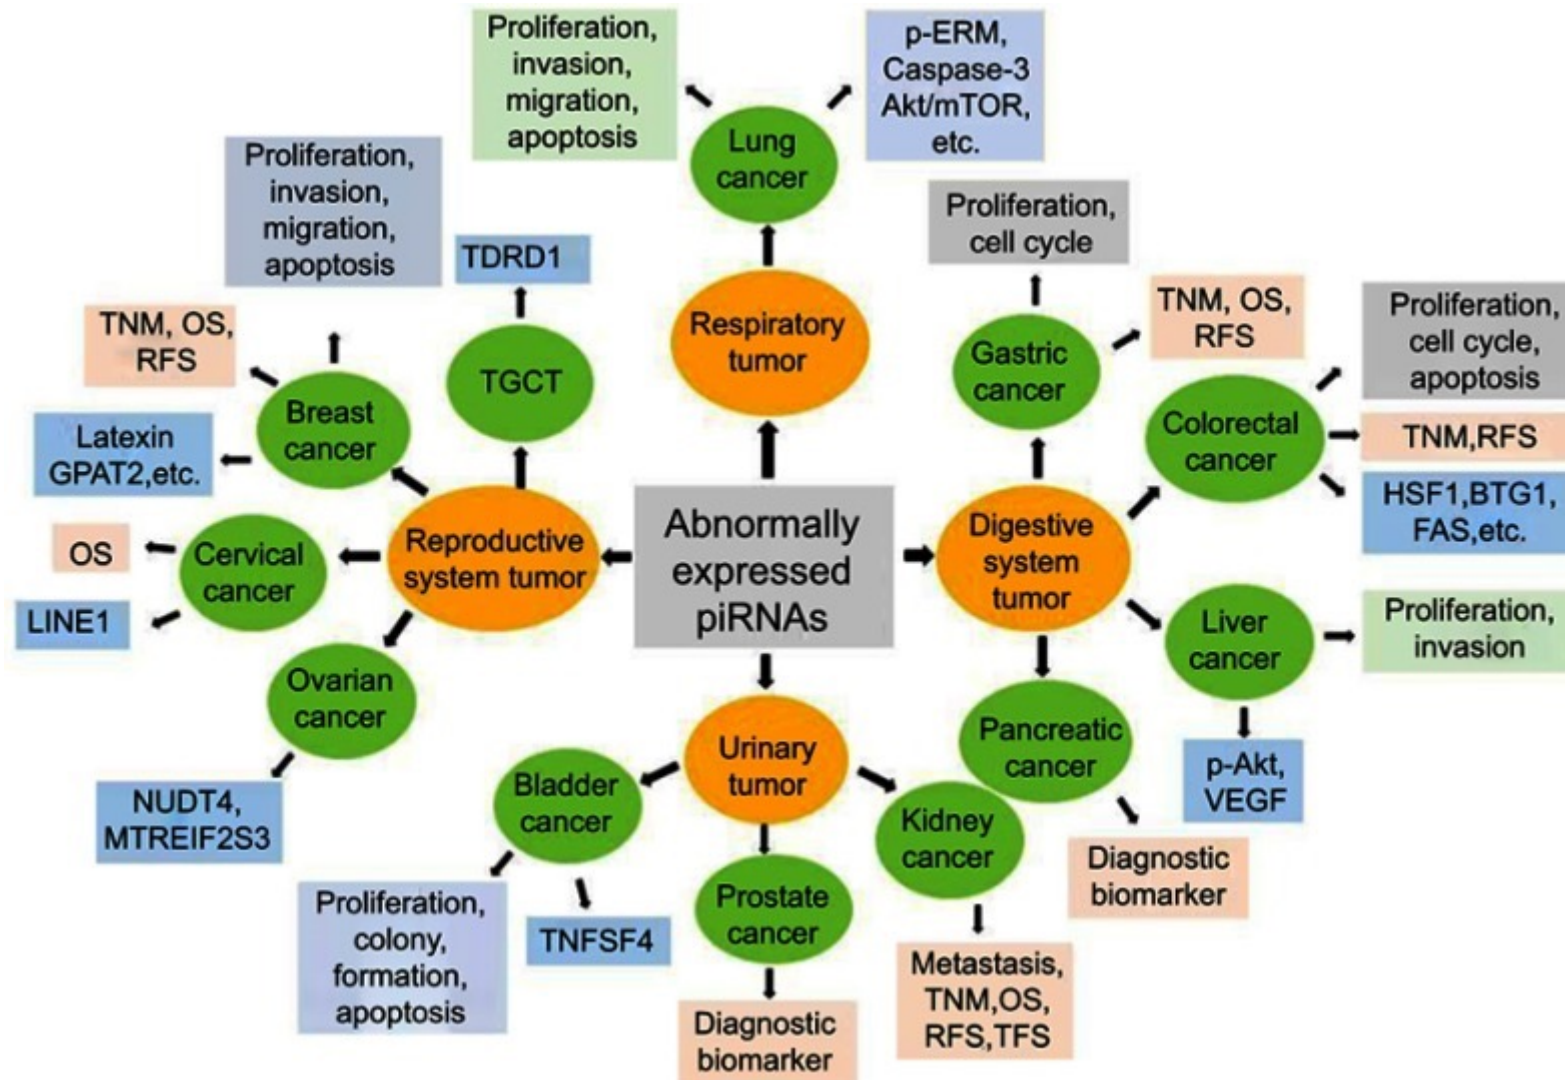 Proliferation,
invasion,
migration,
apoptosis
p-ERM,
Caspase-3
Akt/mTOR,
etc.
Lung
cancer
Proliferation,
invasion,
migration,
apoptosis
TDRD1
Proliferation,
cell cycle
Respiratory
tumor
TNM, OS,
RFS
TNM, OS,
RFS
Proliferation,
cell cycle,
apoptosis
TGCT
Gastric
cancer
Breast
cancer
Colorectal
cancer
Latexin
GPAT2,etc.
TNM,RFS
HSF1,BTG1,
FAS,etc.
OS
Cervical
cancer
Reproductive
system tumor
Abnormally
expressed
piRNAs
Digestive
system
tumor
LINE1
Liver
cancer
Proliferation,
invasion
Ovarian
cancer
Urinary
tumor
Pancreatic
cancer
p-Akt,
VEGF
NUDT4,
MTREIF2S3
Bladder
cancer
Kidney
cancer
Diagnostic
biomarker
Proliferation,
colony,
formation,
apoptosis
TNFSF4
Prostate
cancer
Metastasis,
TNM,OS,
RFS,TFS
Diagnostic
biomarker